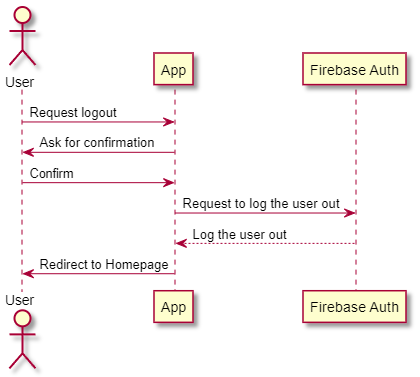 User
App
Firebase Auth
Request logout
Ask for confirmation
Confirm
Request to log the user out
Log the user out
Redirect to Homepage
User
App
Firebase Auth